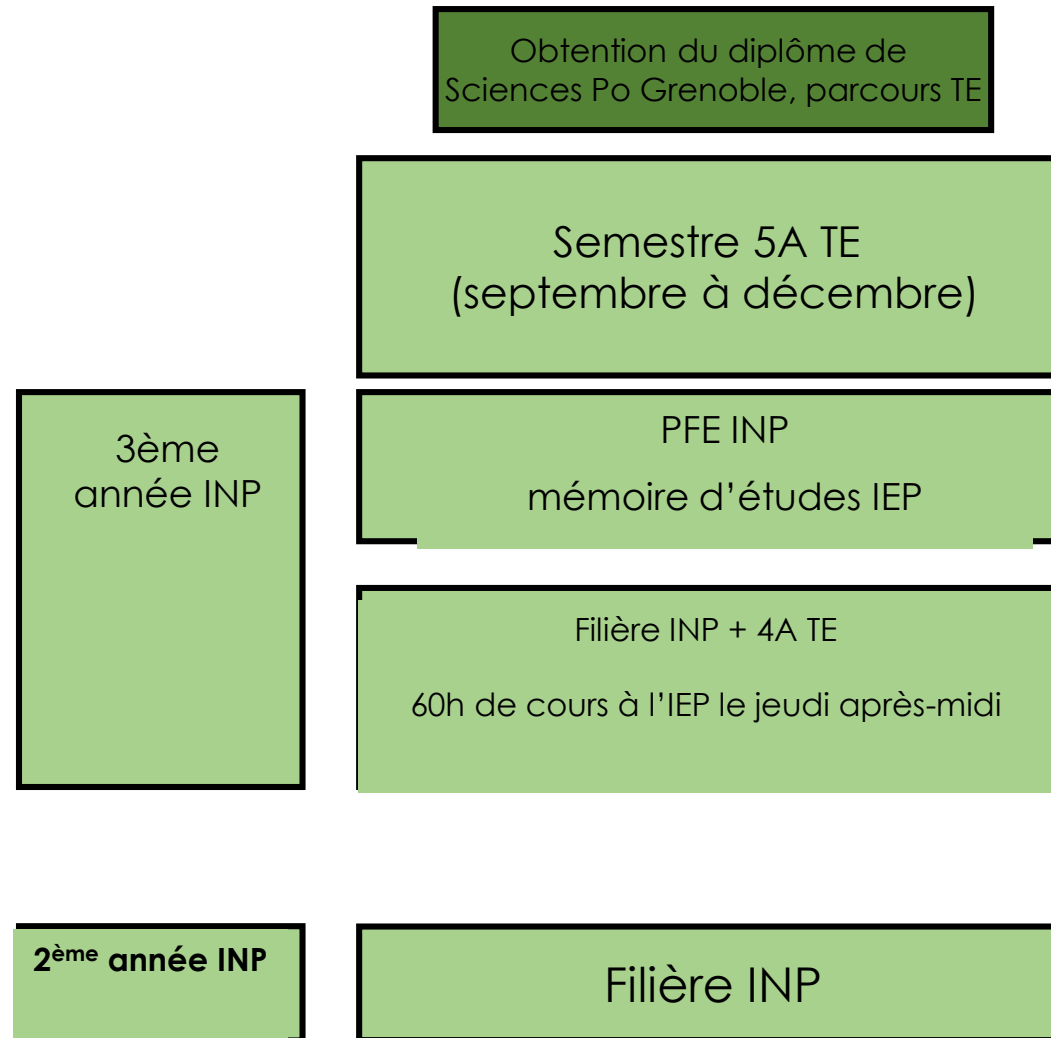 Obtention du diplôme de
Sciences Po Grenoble, parcours TE
Semestre 5A TE
(septembre à décembre)
3ème
année INP
PFE INP
mémoire d'études IEP
Filière INP + 4A TE
60h de cours à l'IEP le jeudi après-midi
2ème année INP
Filière INP